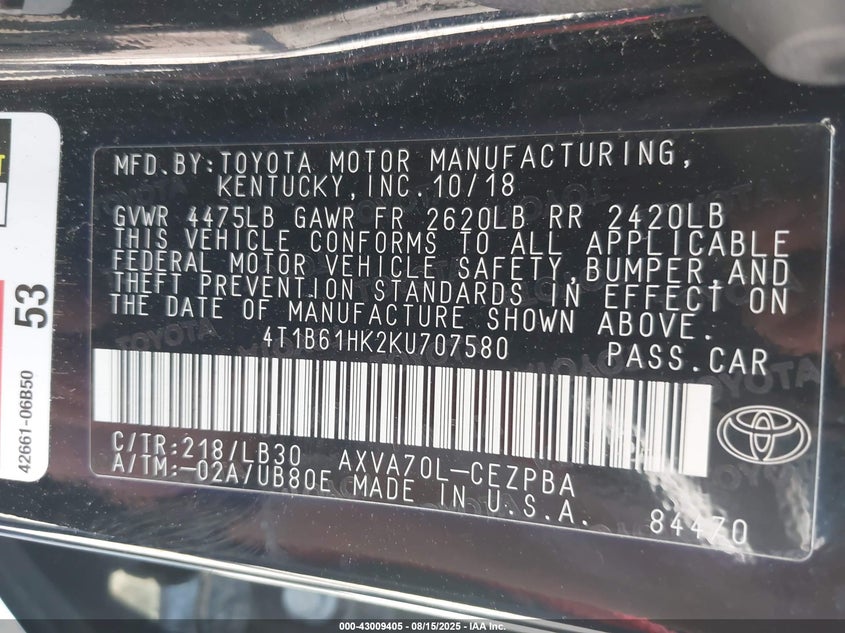 MFD.BY:TOYOTA MOTOR MANUFACTURING,
KENTUCKY,INC.10/18
GVWR 4475LB GAWR FR 2620LB RR 2420LB
THIS VEHICLE CONFORMS TO ALL APPLICABLE
FEDERAL MOTOR VEHICLE SAFETY,BUMPER,AND
THEFT PREVENTION STANDARDS IN EFFECT ON
THE DATE OF MANUFACTURE SHOWN ABOVE.
4T1B61HK2KU707580 PASS.CAR
C/TR:218/LB30 AXVA70L-CEZPBA
A/TM:-02A/UB80E MADE IN U.S.A.
84470
53
42661-06B50
000-43009405 - 08/15/2025 - IAAI.COM